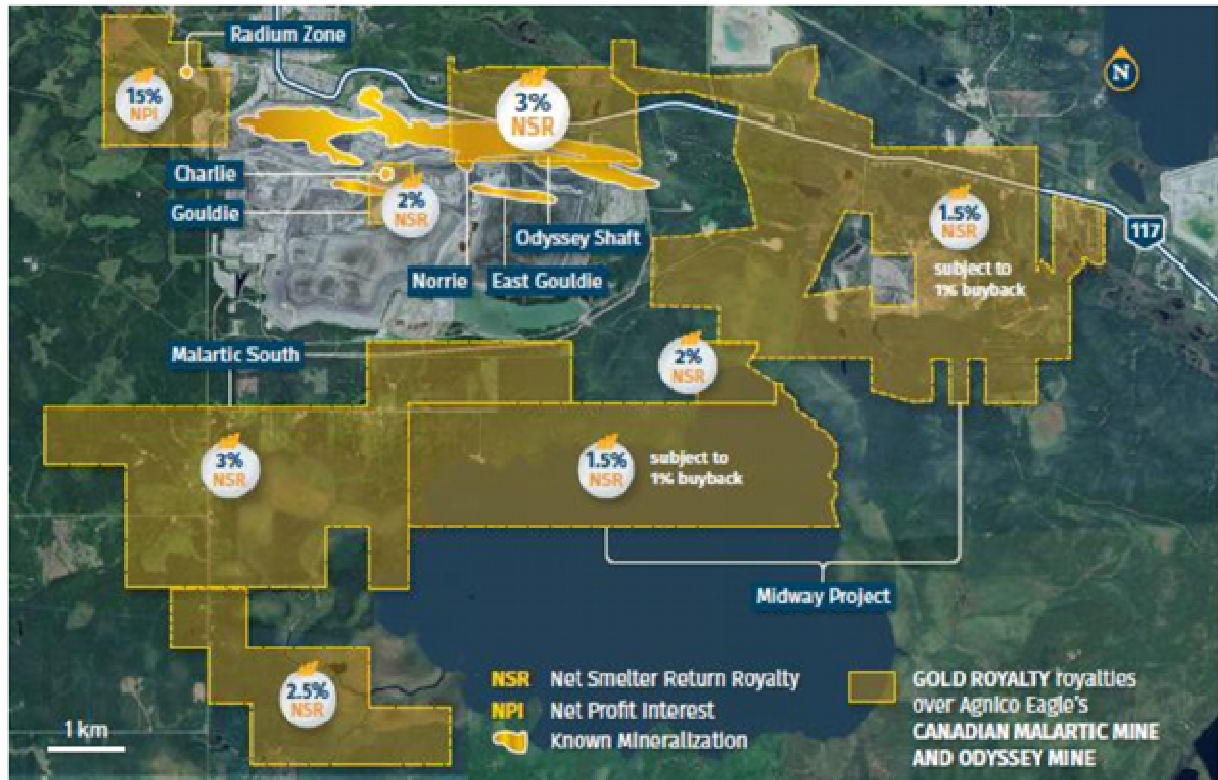 Radium Zone
N
15%
NPI
3%
NSR
Charlie
Gouldie
2%
NSR
1.5%
NSR
117
Odyssey Shaft
subject to
1% buyback
Norrie
East Gouldie
Malartic South
2%
NSR
3%
NSR
1.5%
NSR
subject to
1% buyback
Midway Project
2.5%
NSR
NSR Net Smelter Return Royalty
NPI Net Profit Interest
Known Mineralization
GOLD ROYALTY royalties
over Agnico Eagle's
CANADIAN MALARTIC MINE
AND ODYSSEY MINE
1 km